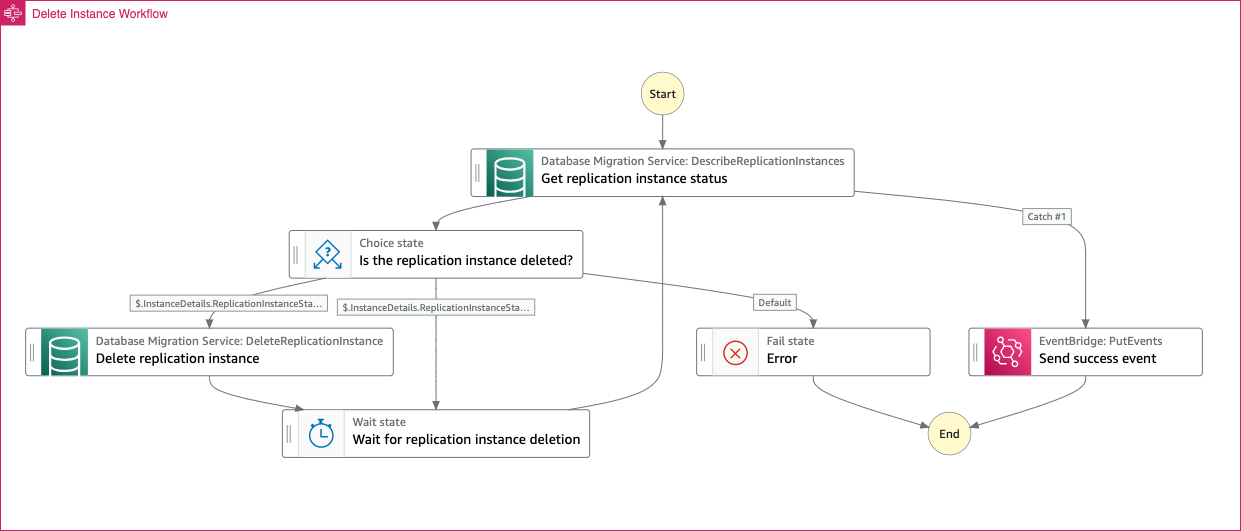 Delete Instance Workflow
Start
Database Migration Service: DescribeReplicationInstances
Get replication instance status
Catch #1
Choice state
Is the replication instance deleted?
$.InstanceDetails.ReplicationInstanceSta...
$.InstanceDetails.ReplicationInstanceSta...
Default
Database Migration Service: DeleteReplicationInstance
Delete replication instance
Fail state
Error
EventBridge: PutEvents
Send success event
Wait state
Wait for replication instance deletion
End